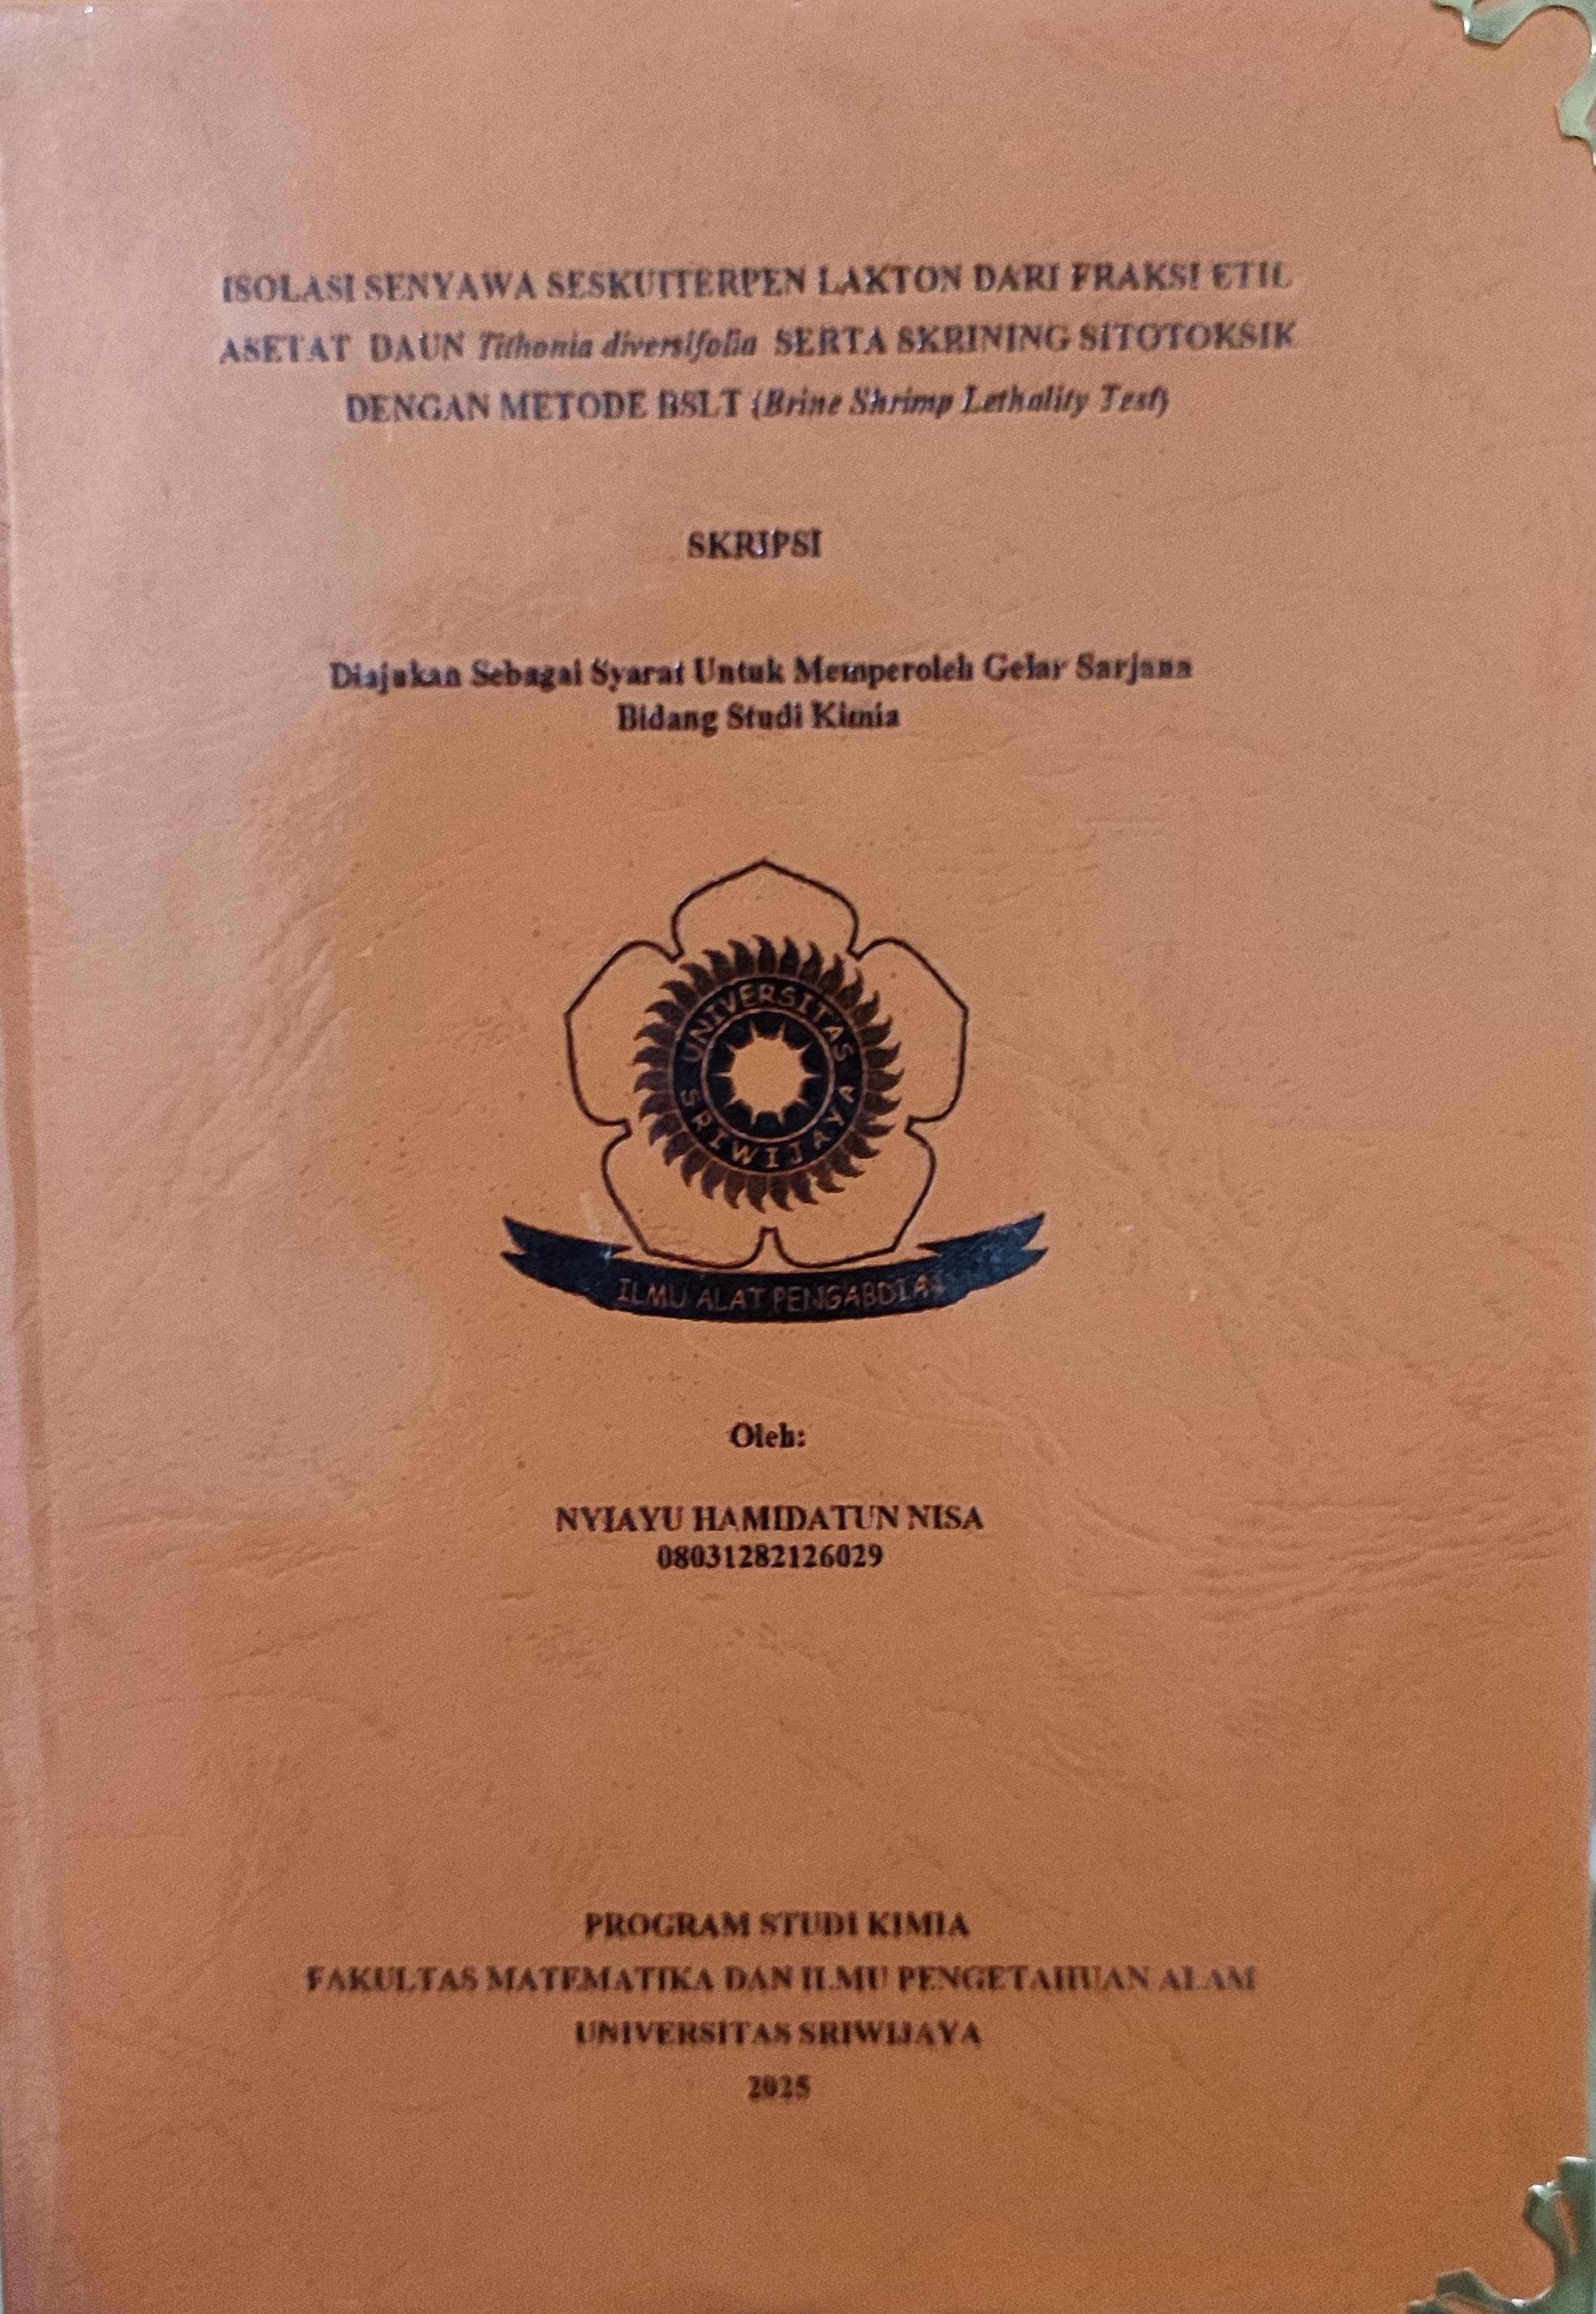 ISOLASI SENYAWA SESKUITERPEN LAKTON DARI FRAKSI ETIL
ASETAT DAUN Tithonia diversifolia SERTA SKRINING SITOTOKSIK
DENGAN METODE BSLT (Brine Shrimp Lethality Test)
SKRIPSI
Diajukan Sebagai Syarat Untuk Memperoleh Gelar Sarjana
Bidang Studi Kimia
UNIVERSITAS
SRIWIJAYA
ILMU ALAT PENGABDIAN
Oleh:
NYIAYU HAMIDATUN NISA
08031282126029
PROGRAM STUDI KIMIA
FAKULTAS MATEMATIKA DAN ILMU PENGETAHUAN ALAM
UNIVERSITAS SRIWIJAYA
2025